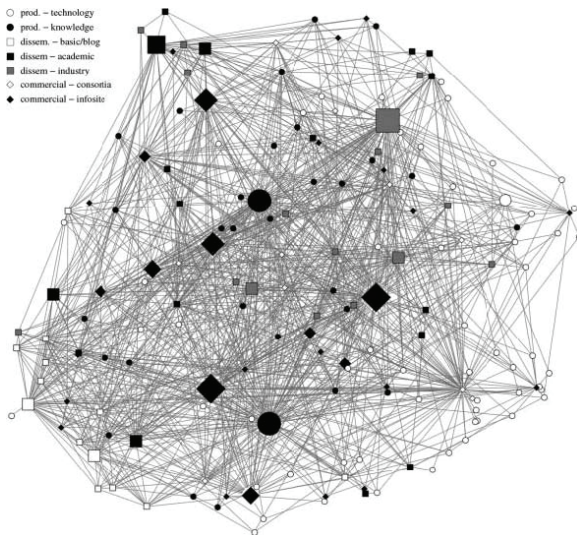 prod. – technology
prod. – knowledge
dissem. – basic/blog
dissem – academic
dissem – industry
commercial – consortia
commercial – infosite